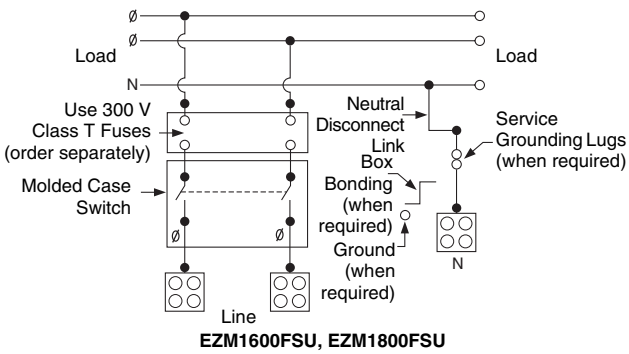 Ø
Ø
Load
Load
N
Use 300 V
Class T Fuses
(order separately)
Neutral
Disconnect
Link
Service
Grounding Lugs
(when required)
Molded Case
Switch
Box
Bonding
(when
required)
Ø
Ø
Ground
(when
required)
N
Line
EZM1600FSU, EZM1800FSU